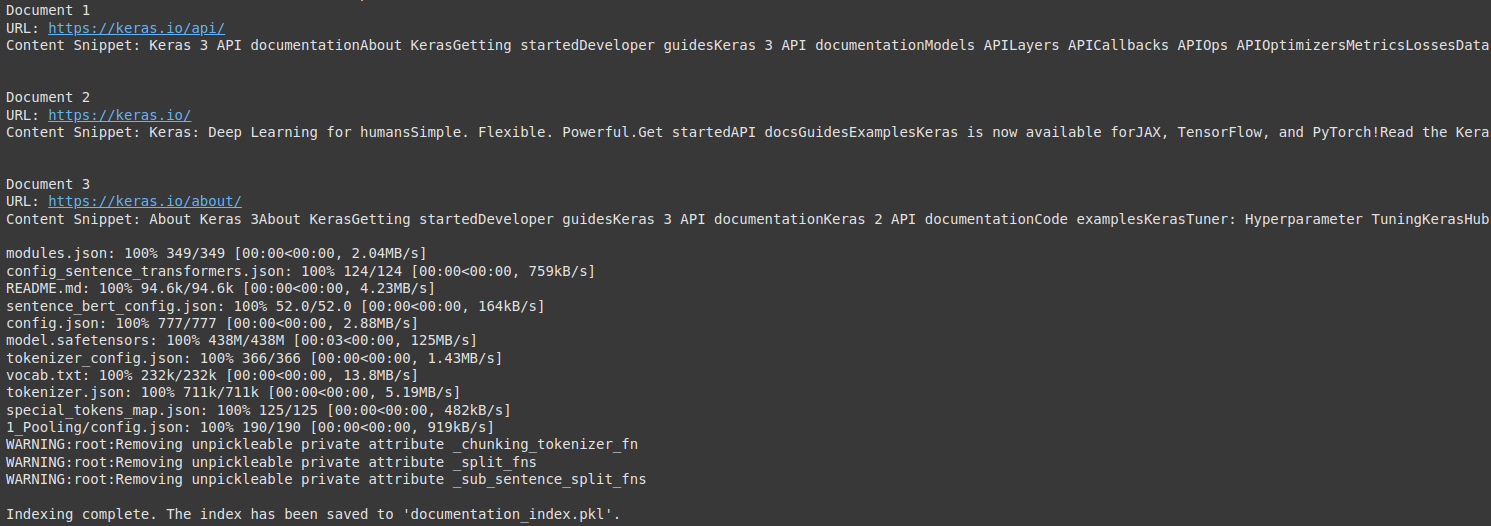 Document 1
URL: https://keras.io/api/
Content Snippet: Keras 3 API documentationAbout KerasGetting startedDeveloper guidesKeras 3 API documentationModels APILayers APICallbacks APIOps APIOptimizersMetricsLossesData
Document 2
URL: https://keras.io/
Content Snippet: Keras: Deep Learning for humansSimple. Flexible. Powerful.Get startedAPI docsGuidesExamplesKeras is now available forJAX, TensorFlow, and PyTorch!Read the Kera
Document 3
URL: https://keras.io/about/
Content Snippet: About Keras 3About KerasGetting startedDeveloper guidesKeras 3 API documentationKeras 2 API documentationCode examplesKerasTuner: Hyperparameter TuningKerasHub
modules.json: 100% 349/349 [00:00<00:00, 2.04MB/s]
config_sentence_transformers.json: 100% 124/124 [00:00<00:00, 759kB/s]
README.md: 100% 94.6k/94.6k [00:00<00:00, 4.23MB/s]
sentence_bert_config.json: 100% 52.0/52.0 [00:00<00:00, 164kB/s]
config.json: 100% 777/777 [00:00<00:00, 2.88MB/s]
model.safetensors: 100% 438M/438M [00:03<00:00, 125MB/s]
tokenizer_config.json: 100% 366/366 [00:00<00:00, 1.43MB/s]
vocab.txt: 100% 232k/232k [00:00<00:00, 13.8MB/s]
tokenizer.json: 100% 711k/711k [00:00<00:00, 5.19MB/s]
special_tokens_map.json: 100% 125/125 [00:00<00:00, 482kB/s]
1_Pooling/config.json: 100% 190/190 [00:00<00:00, 919kB/s]
WARNING:root:Removing unpickleable private attribute _chunking_tokenizer_fn
WARNING:root:Removing unpickleable private attribute _split_fns
WARNING:root:Removing unpickleable private attribute _sub_sentence_split_fns
Indexing complete. The index has been saved to 'documentation_index.pkl'.